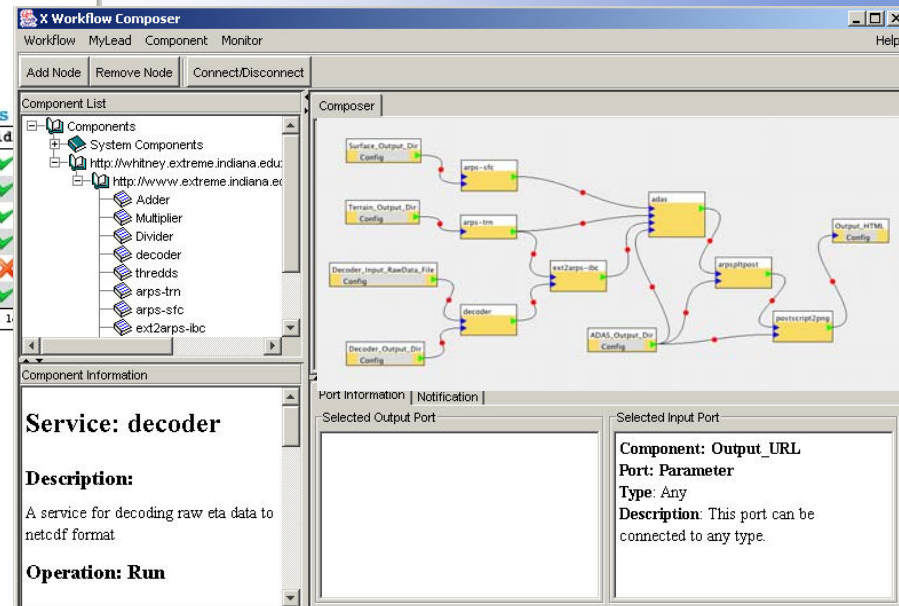 X Workflow Composer
Workflow MyLead Component Monitor Help
Add Node Remove Node Connect/Disconnect
Component List
Components
System Components
http://whitney.extreme.indiana.edu:
http://www.extreme.indiana.ed
Adder
Multiplier
Divider
decoder
thredds
arps-trn
arps-sfc
ext2arps-ibc
Component Information
Service: decoder
Description:
A service for decoding raw eta data to
netcdf format
Operation: Run
Composer
Surface_Output_Dir
Config
arps-sfc
Terrain_Output_Dir
Config
arps-trn
Decoder_Input_RawData_File
Config
decoder
Decoder_Output_Dir
Config
ext2arps-ibc
adas
ADAS_Output_Dir
Config
arpspltpost
postscript2png
Output_HTML
Config
Port Information Notification
Selected Output Port
Selected Input Port
Component: Output_URL
Port: Parameter
Type: Any
Description: This port can be
connected to any type.